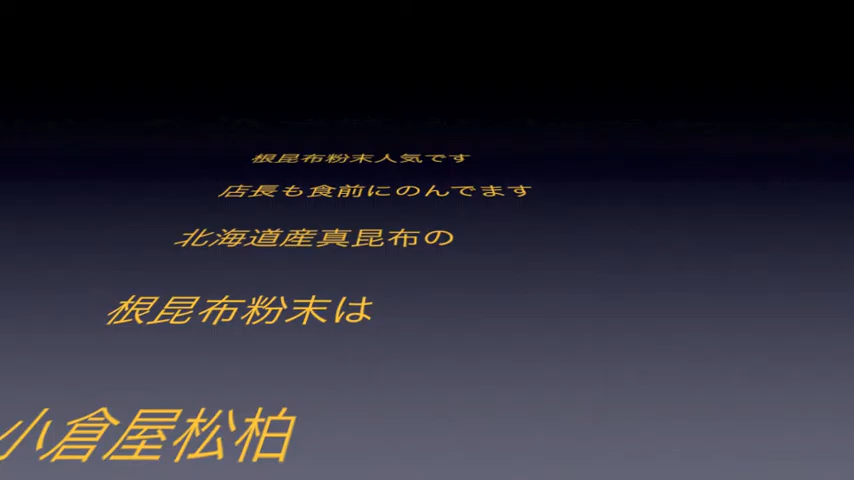 根昆布粉末人気です
店長も食前にのんでます
北海道産真昆布の
根昆布粉末は
小倉屋松柏